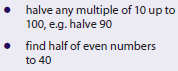 • halve any multiple of 10 up to
100, e.g. halve 90
• find half of even numbers
to 40